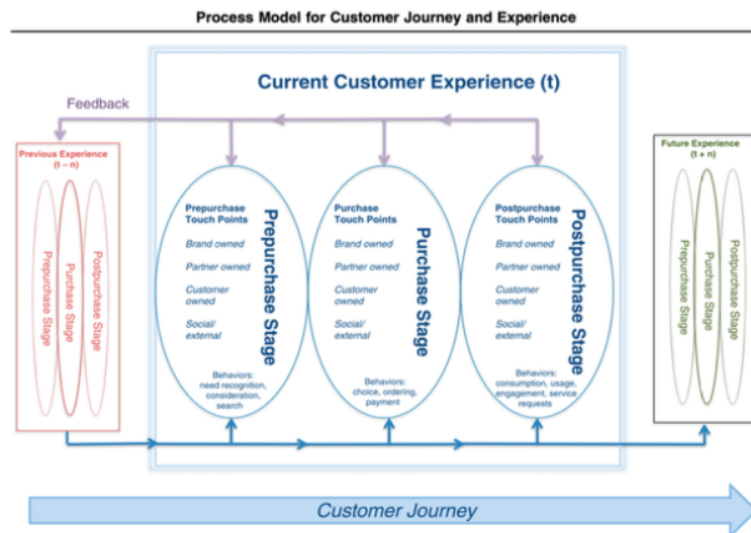 Process Model for Customer Journey and Experience
Current Customer Experience (t)
Feedback
Previous Experience
(t – n)
Prepurchase Stage
Purchase Stage
Postpurchase Stage
Prepurchase
Touch Points
Brand owned
Partner owned
Customer
owned
Social/
external
Behaviors:
need recognition,
consideration,
search
Prepurchase Stage
Purchase
Touch Points
Brand owned
Partner owned
Customer
owned
Social/
external
Behaviors:
choice, ordering,
payment
Purchase Stage
Postpurchase
Touch Points
Brand owned
Partner owned
Customer
owned
Social/
external
Behaviors:
consumption, usage,
engagement, service
requests
Postpurchase Stage
Future Experience
(t + n)
Prepurchase Stage
Purchase Stage
Postpurchase Stage
Customer Journey